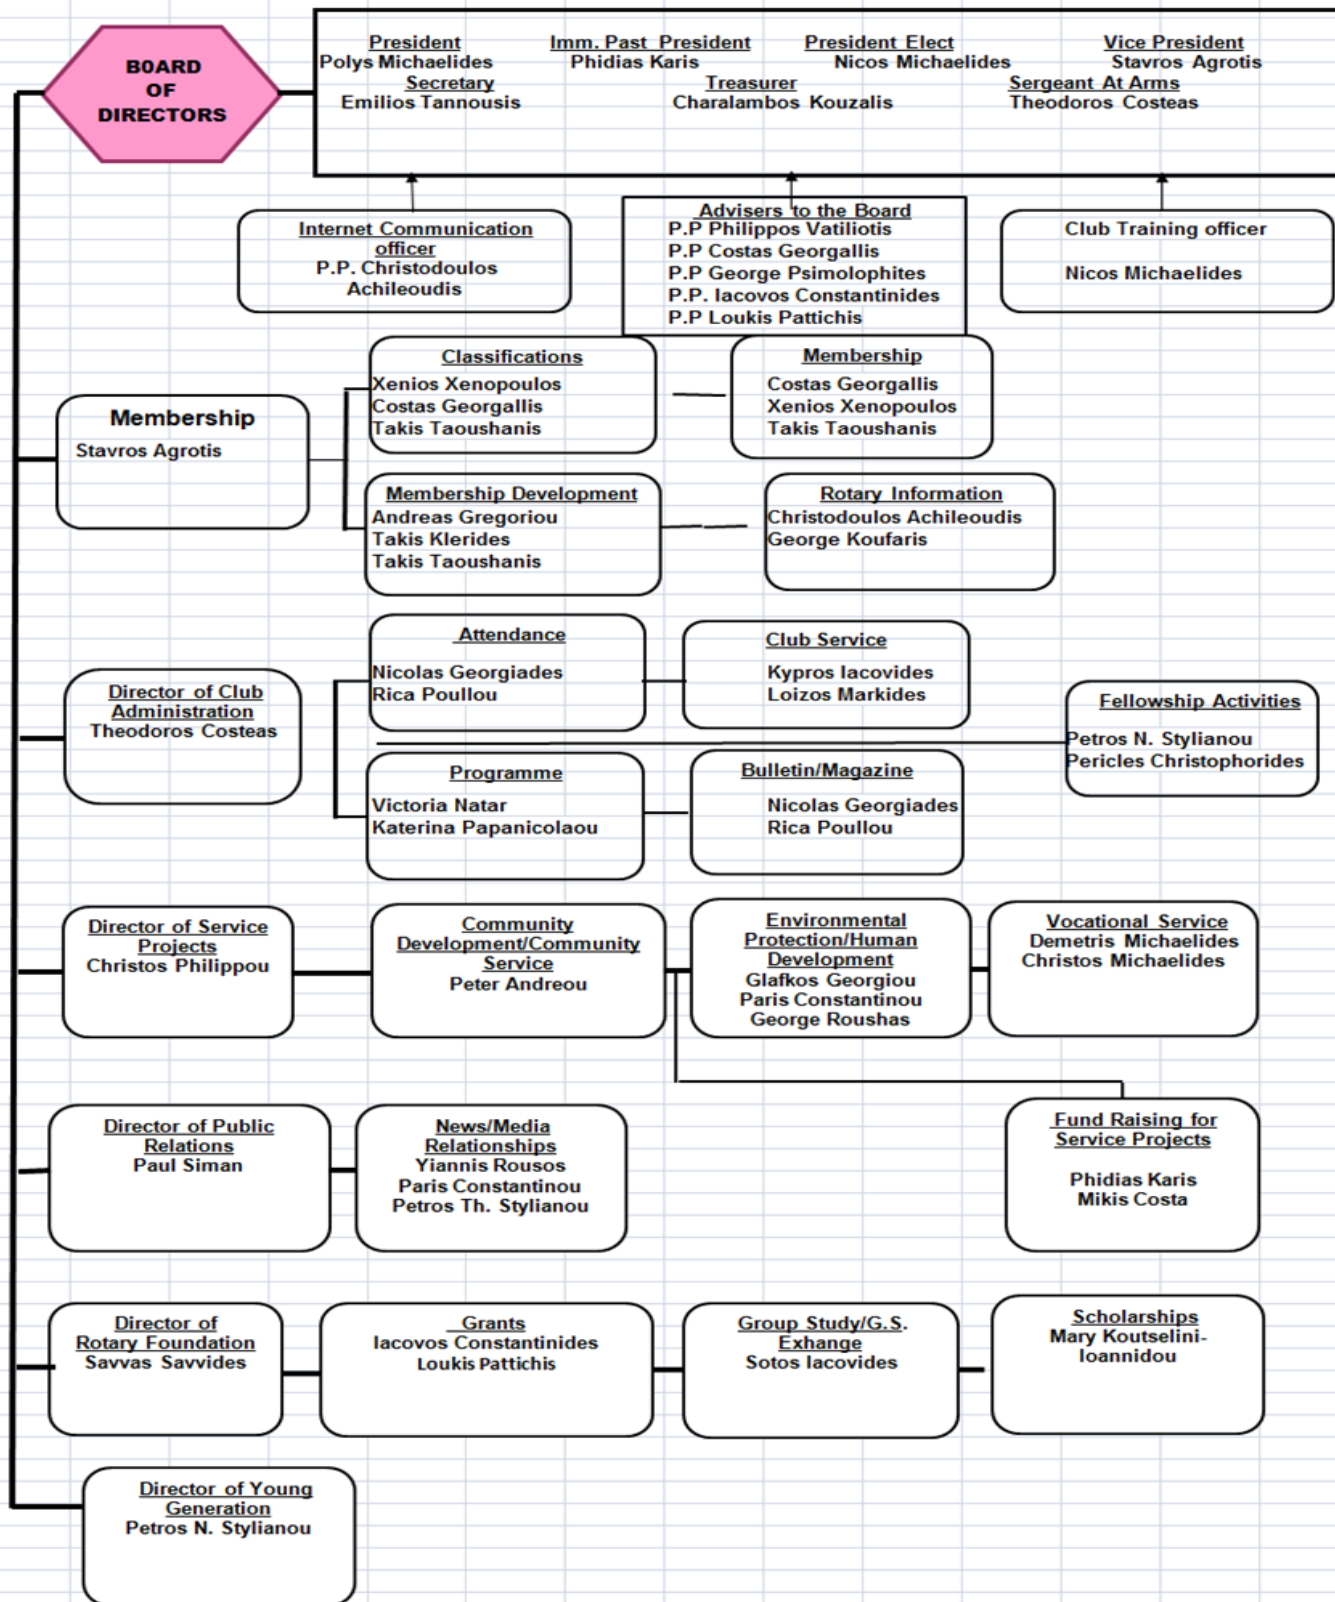 B0ARD
OF
DIRECTORS
President Imm. Past President President Elect Vice President
Polys Michaelides Phidias Karis Nicos Michaelides Stavros Agrotis
Secretary Treasurer Sergeant At Arms
Emilios Tannousis Charalambos Kouzalis Theodoros Costeas
Internet Communication
officer
P.P. Christodoulos
Achileoudis
Advisers to the Board
P.P Philippos Vatiliotis
P.P Costas Georgallis
P.P George Psimolophites
P.P. Iacovos Constantinides
P.P Loukis Pattichis
Club Training officer
Nicos Michaelides
Membership
Stavros Agrotis
Classifications
Xenios Xenopoulos
Costas Georgallis
Takis Taoushanis
Membership
Costas Georgallis
Xenios Xenopoulos
Takis Taoushanis
Membership Development
Andreas Gregoriou
Takis Klerides
Takis Taoushanis
Rotary Information
Christodoulos Achileoudis
George Koufaris
Director of Club
Administration
Theodoros Costeas
Attendance
Nicolas Georgiades
Rica Poullou
Club Service
Kypros Iacovides
Loizos Markides
Fellowship Activities
Petros N. Stylianou
Pericles Christophorides
Programme
Victoria Natar
Katerina Papanicolaou
Bulletin/Magazine
Nicolas Georgiades
Rica Poullou
Director of Service
Projects
Christos Philippou
Community
Development/Community
Service
Peter Andreou
Environmental
Protection/Human
Development
Glafkos Georgiou
Paris Constantinou
George Roushas
Vocational Service
Demetris Michaelides
Christos Michaelides
Fund Raising for
Service Projects
Phidias Karis
Mikis Costa
Director of Public
Relations
Paul Siman
News/Media
Relationships
Yiannis Rousos
Paris Constantinou
Petros Th. Stylianou
Director of
Rotary Foundation
Savvas Savvides
Grants
Iacovos Constantinides
Loukis Pattichis
Group Study/G.S.
Exhange
Sotos Iacovides
Scholarships
Mary Koutselini-
Ioannidou
Director of Young
Generation
Petros N. Stylianou